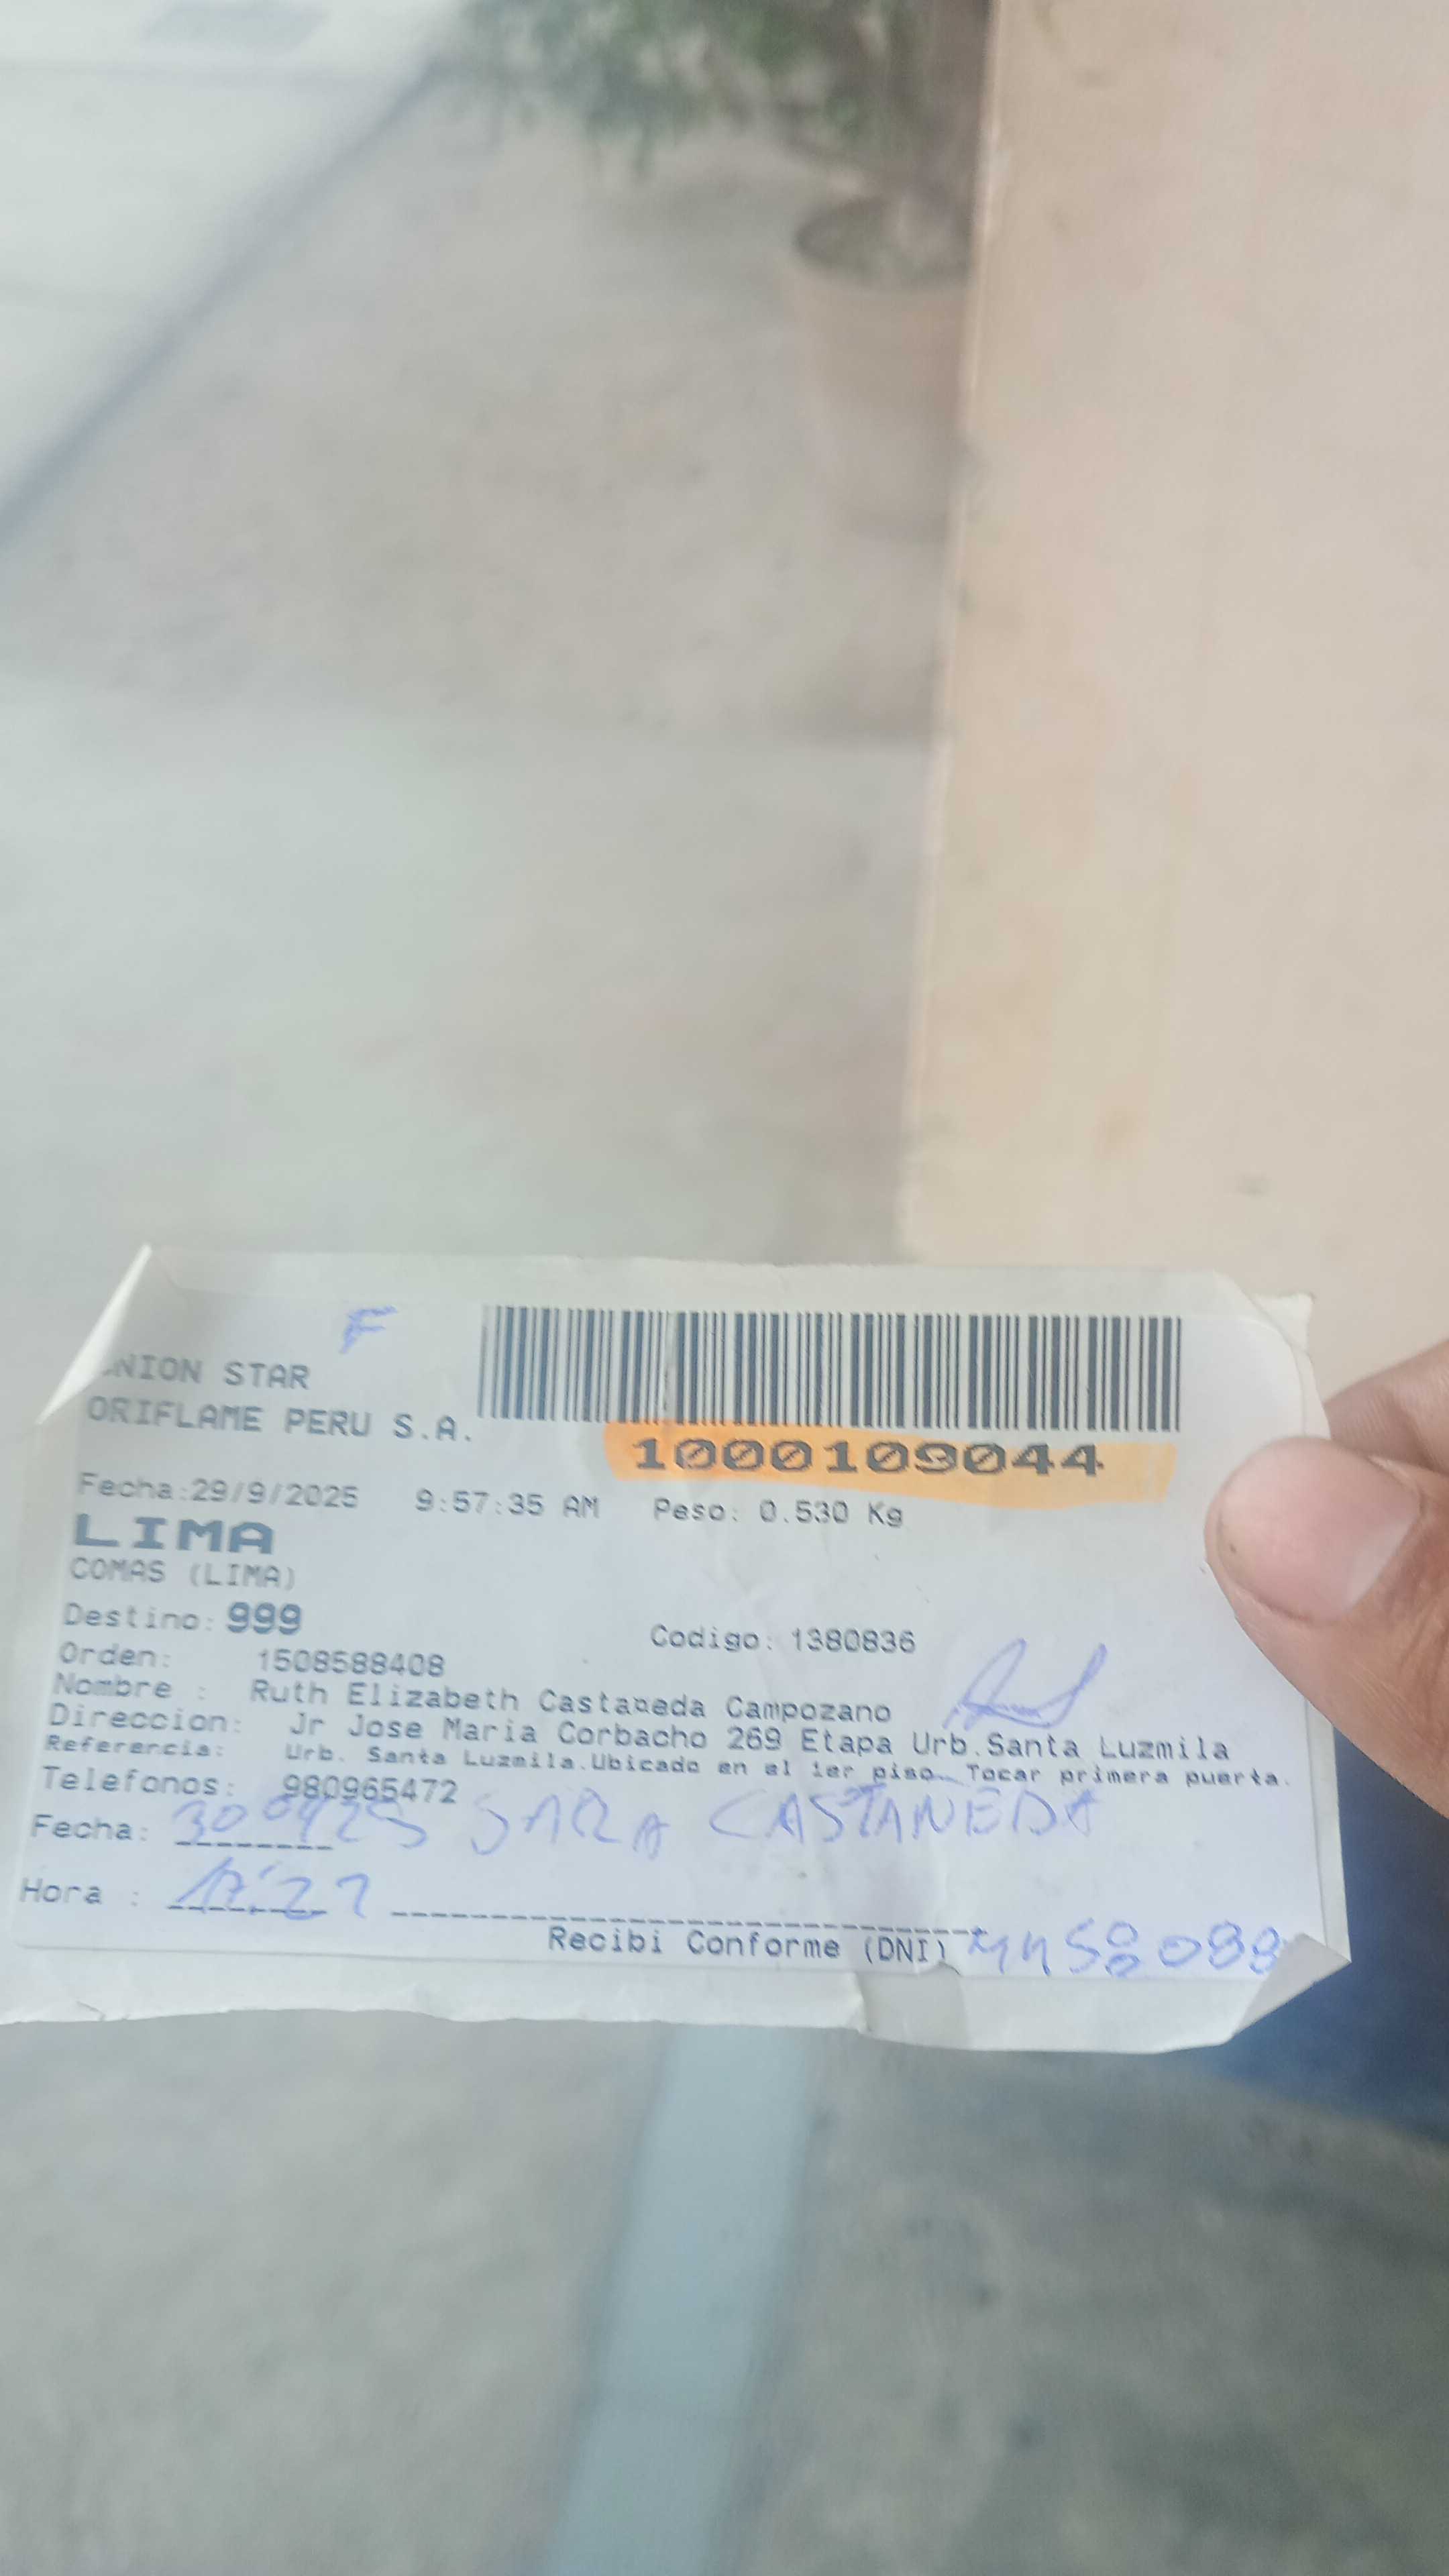 F
UNION STAR
ORIFLAME PERU S.A.
1000109044
Fecha:29/9/2025 9:57:35 AM Peso: 0.530 Kg
LIMA
COMAS (LIMA)
Destino: 999 Codigo: 1380836
Orden: 1508588408
Nombre : Ruth Elizabeth Castaneda Campozano
Direccion: Jr Jose Maria Corbacho 269 Etapa Urb.Santa Luzmila
Referencia: Urb. Santa Luzmila.Ubicado en el 1er piso. Tocar primera puerta.
Telefonos: 980965472
Fecha: 300925 SARA CASTANEDA
Hora : 17:27
Recibi Conforme (DNI)